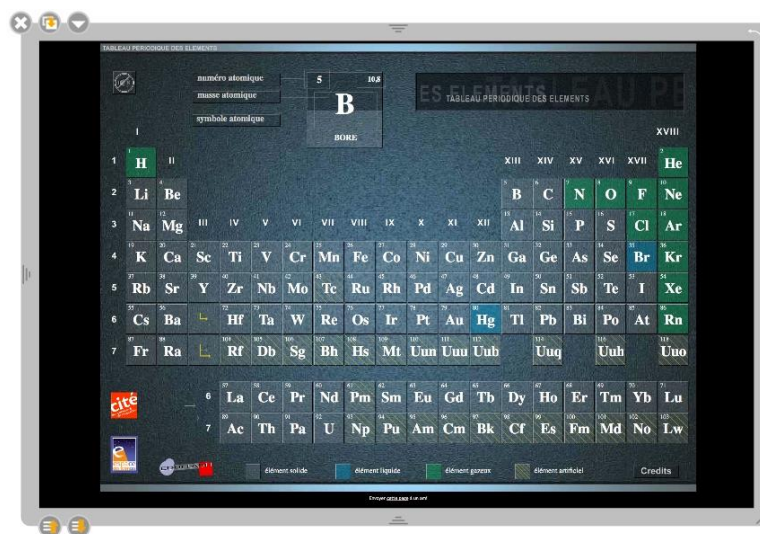 TABLEAU PERIODIQUE DES ELEMENTS
numéro atomique 5 10,8
masse atomique
symbole atomique
B
BORE
ES ELEMENTS
TABLEAU PERIODIQUE DES ELEMENTS
I XVIII
1 H II XIII XIV XV XVI XVII He
2 Li Be B C N O F Ne
3 Na Mg III IV V VI VII VIII IX X XI XII Al Si P S Cl Ar
4 K Ca Sc Ti V Cr Mn Fe Co Ni Cu Zn Ga Ge As Se Br Kr
5 Rb Sr Y Zr Nb Mo Tc Ru Rh Pd Ag Cd In Sn Sb Te I Xe
6 Cs Ba Hf Ta W Re Os Ir Pt Au Hg Tl Pb Bi Po At Rn
7 Fr Ra Rf Db Sg Bh Hs Mt Uun Uuu Uub Uuq Uuh Uuo
6 La Ce Pr Nd Pm Sm Eu Gd Tb Dy Ho Er Tm Yb Lu
7 Ac Th Pa U Np Pu Am Cm Bk Cf Es Fm Md No Lw
cité
élément solide élément liquide élément gazeux élément artificiel Credits
Envoyer cette page à un ami